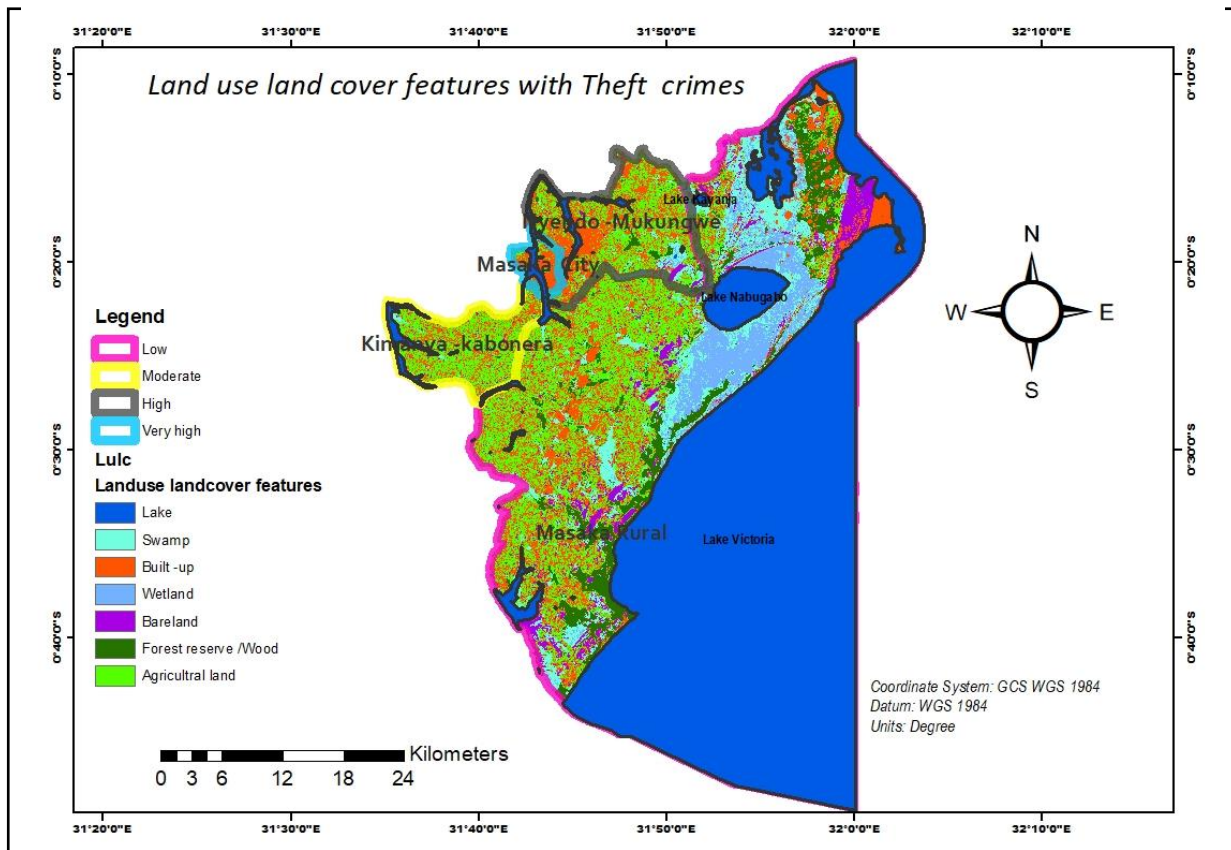 31°20'0"E 31°30'0"E 31°40'0"E 31°50'0"E 32°0'0"E 32°10'0"E
Land use land cover features with Theft crimes
0°10'0"S 0°10'0"S
Lake Kayanja
-Mukungwe
Masaka City
0°20'0"S 0°20'0"S
Lake Nabugabo
N
W E
S
Kimanya -kabonera
Legend
Low
Moderate
High
Very high
0°30'0"S 0°30'0"S
Lulc
Landuse landcover features
Lake
Swamp
Built -up
Wetland
Bareland
Forest reserve /Wood
Agricultral land
Masaka Rural
Lake Victoria
0°40'0"S 0°40'0"S
Coordinate System: GCS WGS 1984
Datum: WGS 1984
Units: Degree
Kilometers
0 3 6 12 18 24
31°20'0"E 31°30'0"E 31°40'0"E 31°50'0"E 32°0'0"E 32°10'0"E